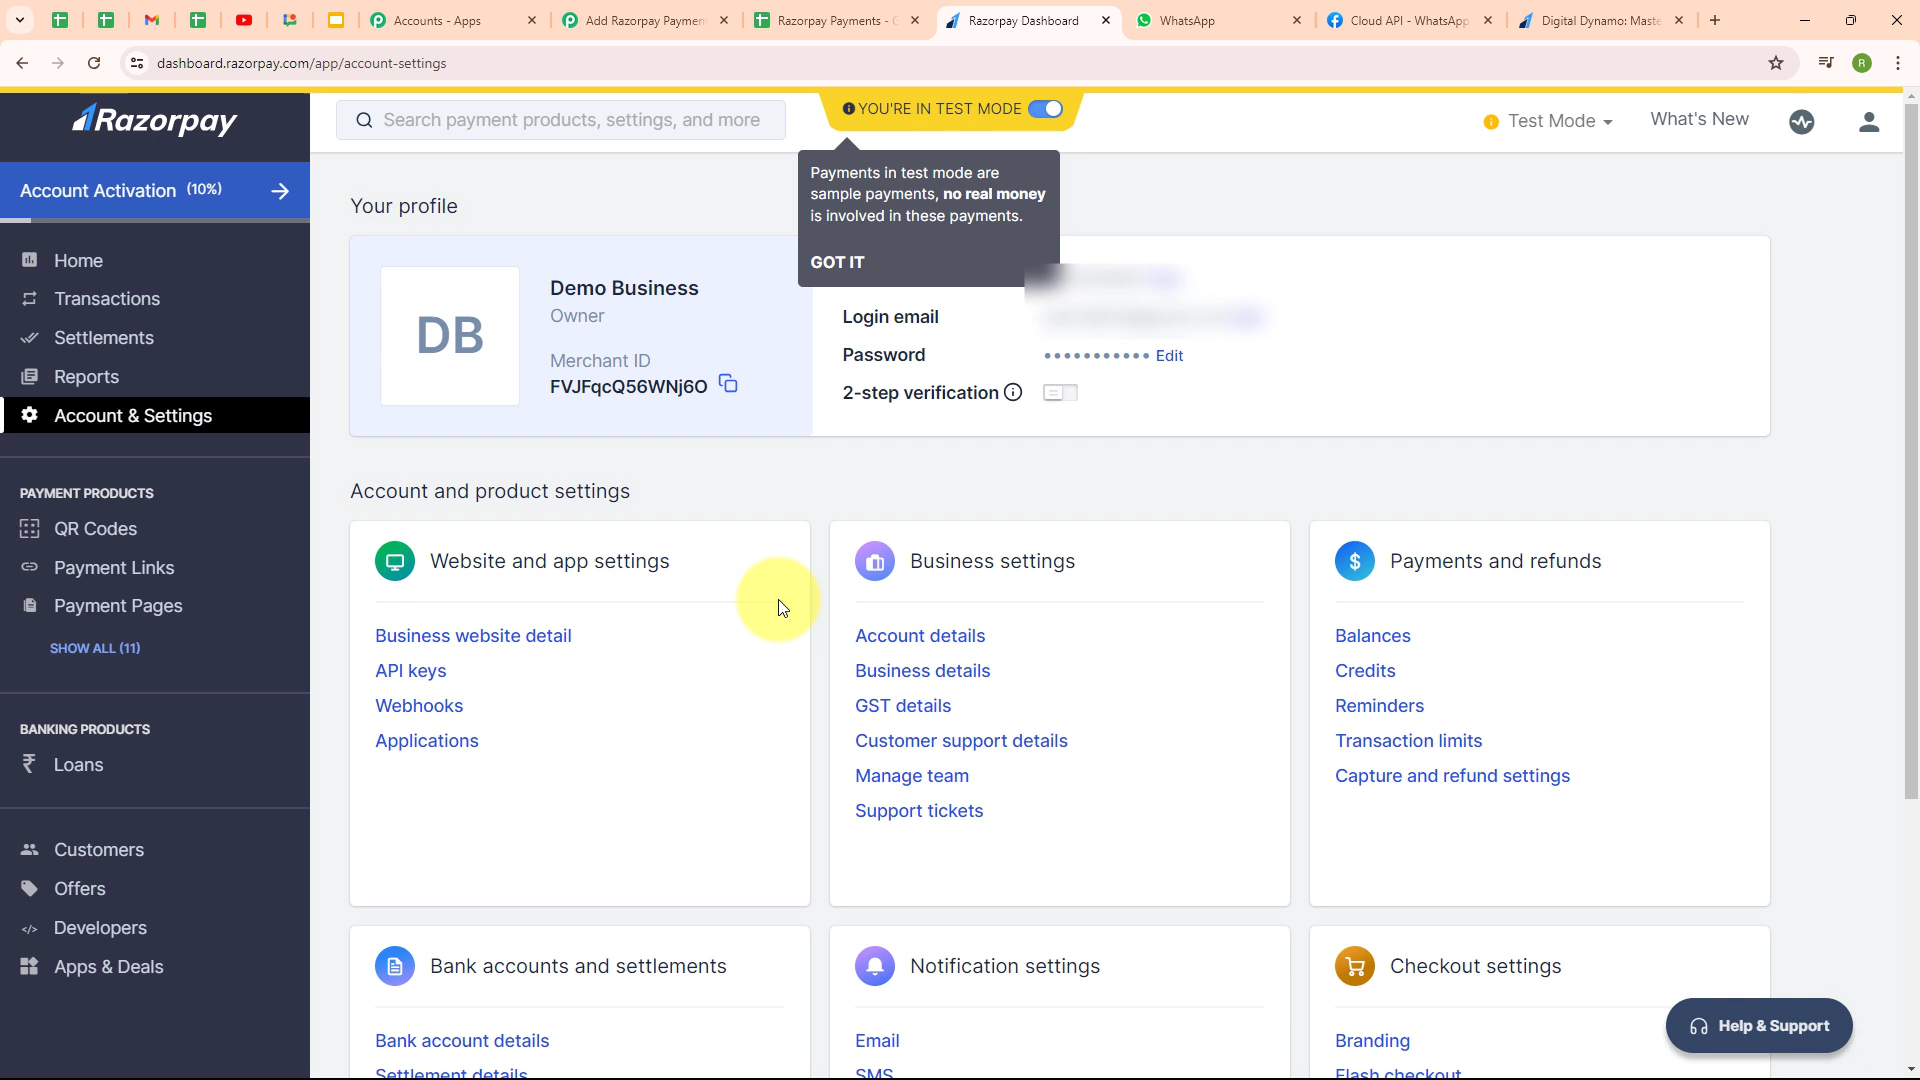 Accounts - Apps
Add Razorpay Paymen
Razorpay Payments - G
Razorpay Dashboard
WhatsApp
Cloud API - WhatsApp
Digital Dynamo: Maste
dashboard.razorpay.com/app/account-settings
R
Razorpay
Search payment products, settings, and more
YOU'RE IN TEST MODE
Test Mode
What's New
Payments in test mode are
sample payments, no real money
is involved in these payments.
GOT IT
Account Activation (10%)
Home
Transactions
Settlements
Reports
Account & Settings
PAYMENT PRODUCTS
QR Codes
Payment Links
Payment Pages
SHOW ALL (11)
BANKING PRODUCTS
Loans
Customers
Offers
Developers
Apps & Deals
Your profile
DB
Demo Business
Owner
Merchant ID
FVJFqcQ56WNj6O
Login email
Password
•••••••••••• Edit
2-step verification
Account and product settings
Website and app settings
Business website detail
API keys
Webhooks
Applications
Business settings
Account details
Business details
GST details
Customer support details
Manage team
Support tickets
Payments and refunds
Balances
Credits
Reminders
Transaction limits
Capture and refund settings
Bank accounts and settlements
Bank account details
Settlement details
Notification settings
Email
SMS
Checkout settings
Branding
Flash checkout
Help & Support